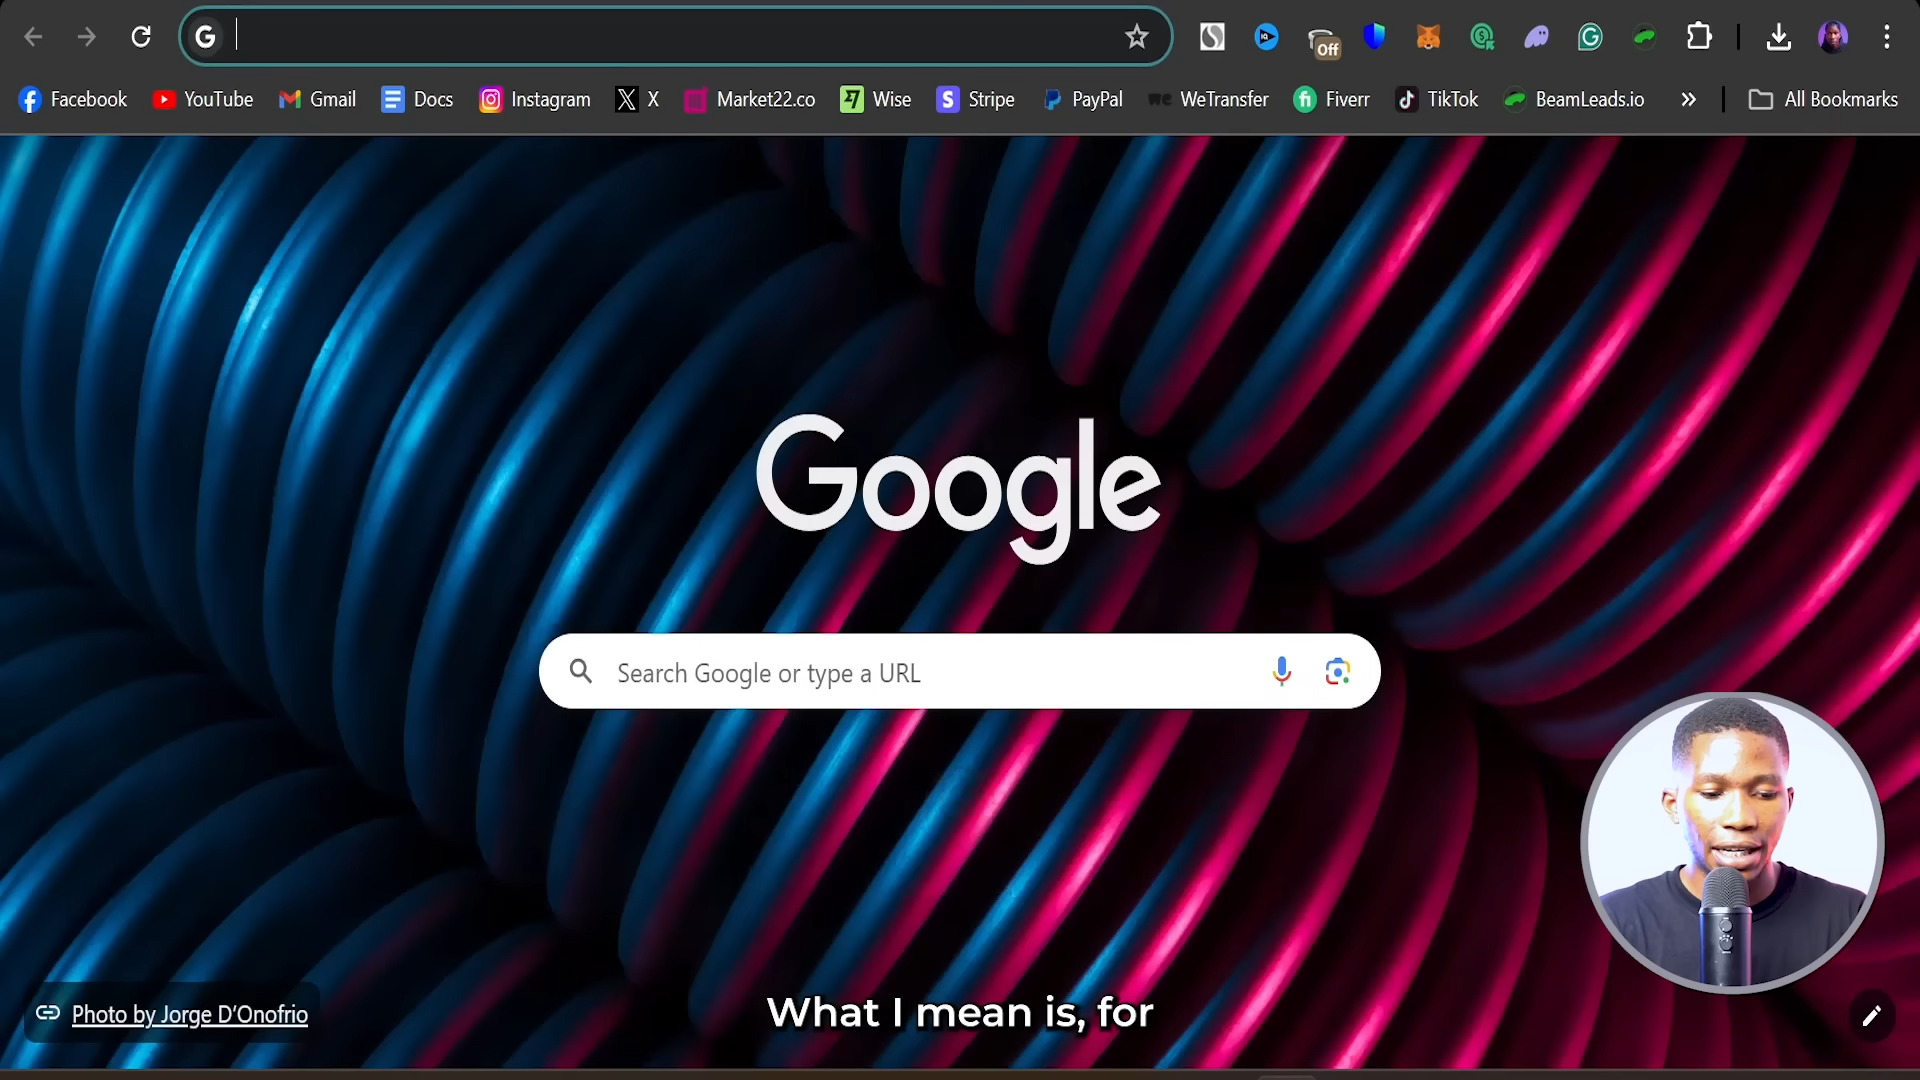 Off
Facebook YouTube Gmail Docs Instagram X Market22.co Wise Stripe PayPal WeTransfer Fiverr TikTok BeamLeads.io All Bookmarks
Google
Search Google or type a URL
Photo by Jorge D'Onofrio
What I mean is, for